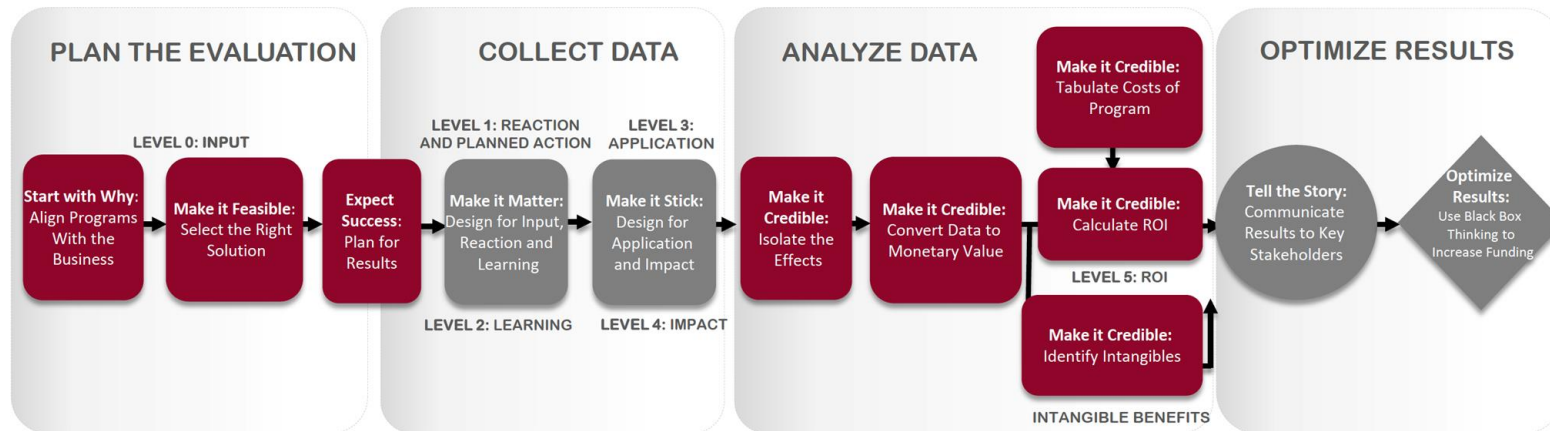 PLAN THE EVALUATION
LEVEL 0: INPUT
Start with Why:
Align Programs
With the
Business
Make it Feasible:
Select the Right
Solution
Expect
Success:
Plan for
Results
COLLECT DATA
LEVEL 1: REACTION
AND PLANNED ACTION
Make it Matter:
Design for Input,
Reaction and
Learning
LEVEL 2: LEARNING
LEVEL 3:
APPLICATION
Make it Stick:
Design for
Application
and Impact
LEVEL 4: IMPACT
ANALYZE DATA
Make it
Credible:
Isolate the
Effects
Make it Credible:
Convert Data to
Monetary Value
Make it Credible:
Tabulate Costs of
Program
Make it Credible:
Calculate ROI
LEVEL 5: ROI
Make it Credible:
Identify Intangibles
INTANGIBLE BENEFITS
OPTIMIZE RESULTS
Tell the Story:
Communicate
Results to Key
Stakeholders
Optimize
Results:
Use Black Box
Thinking to
Increase Funding